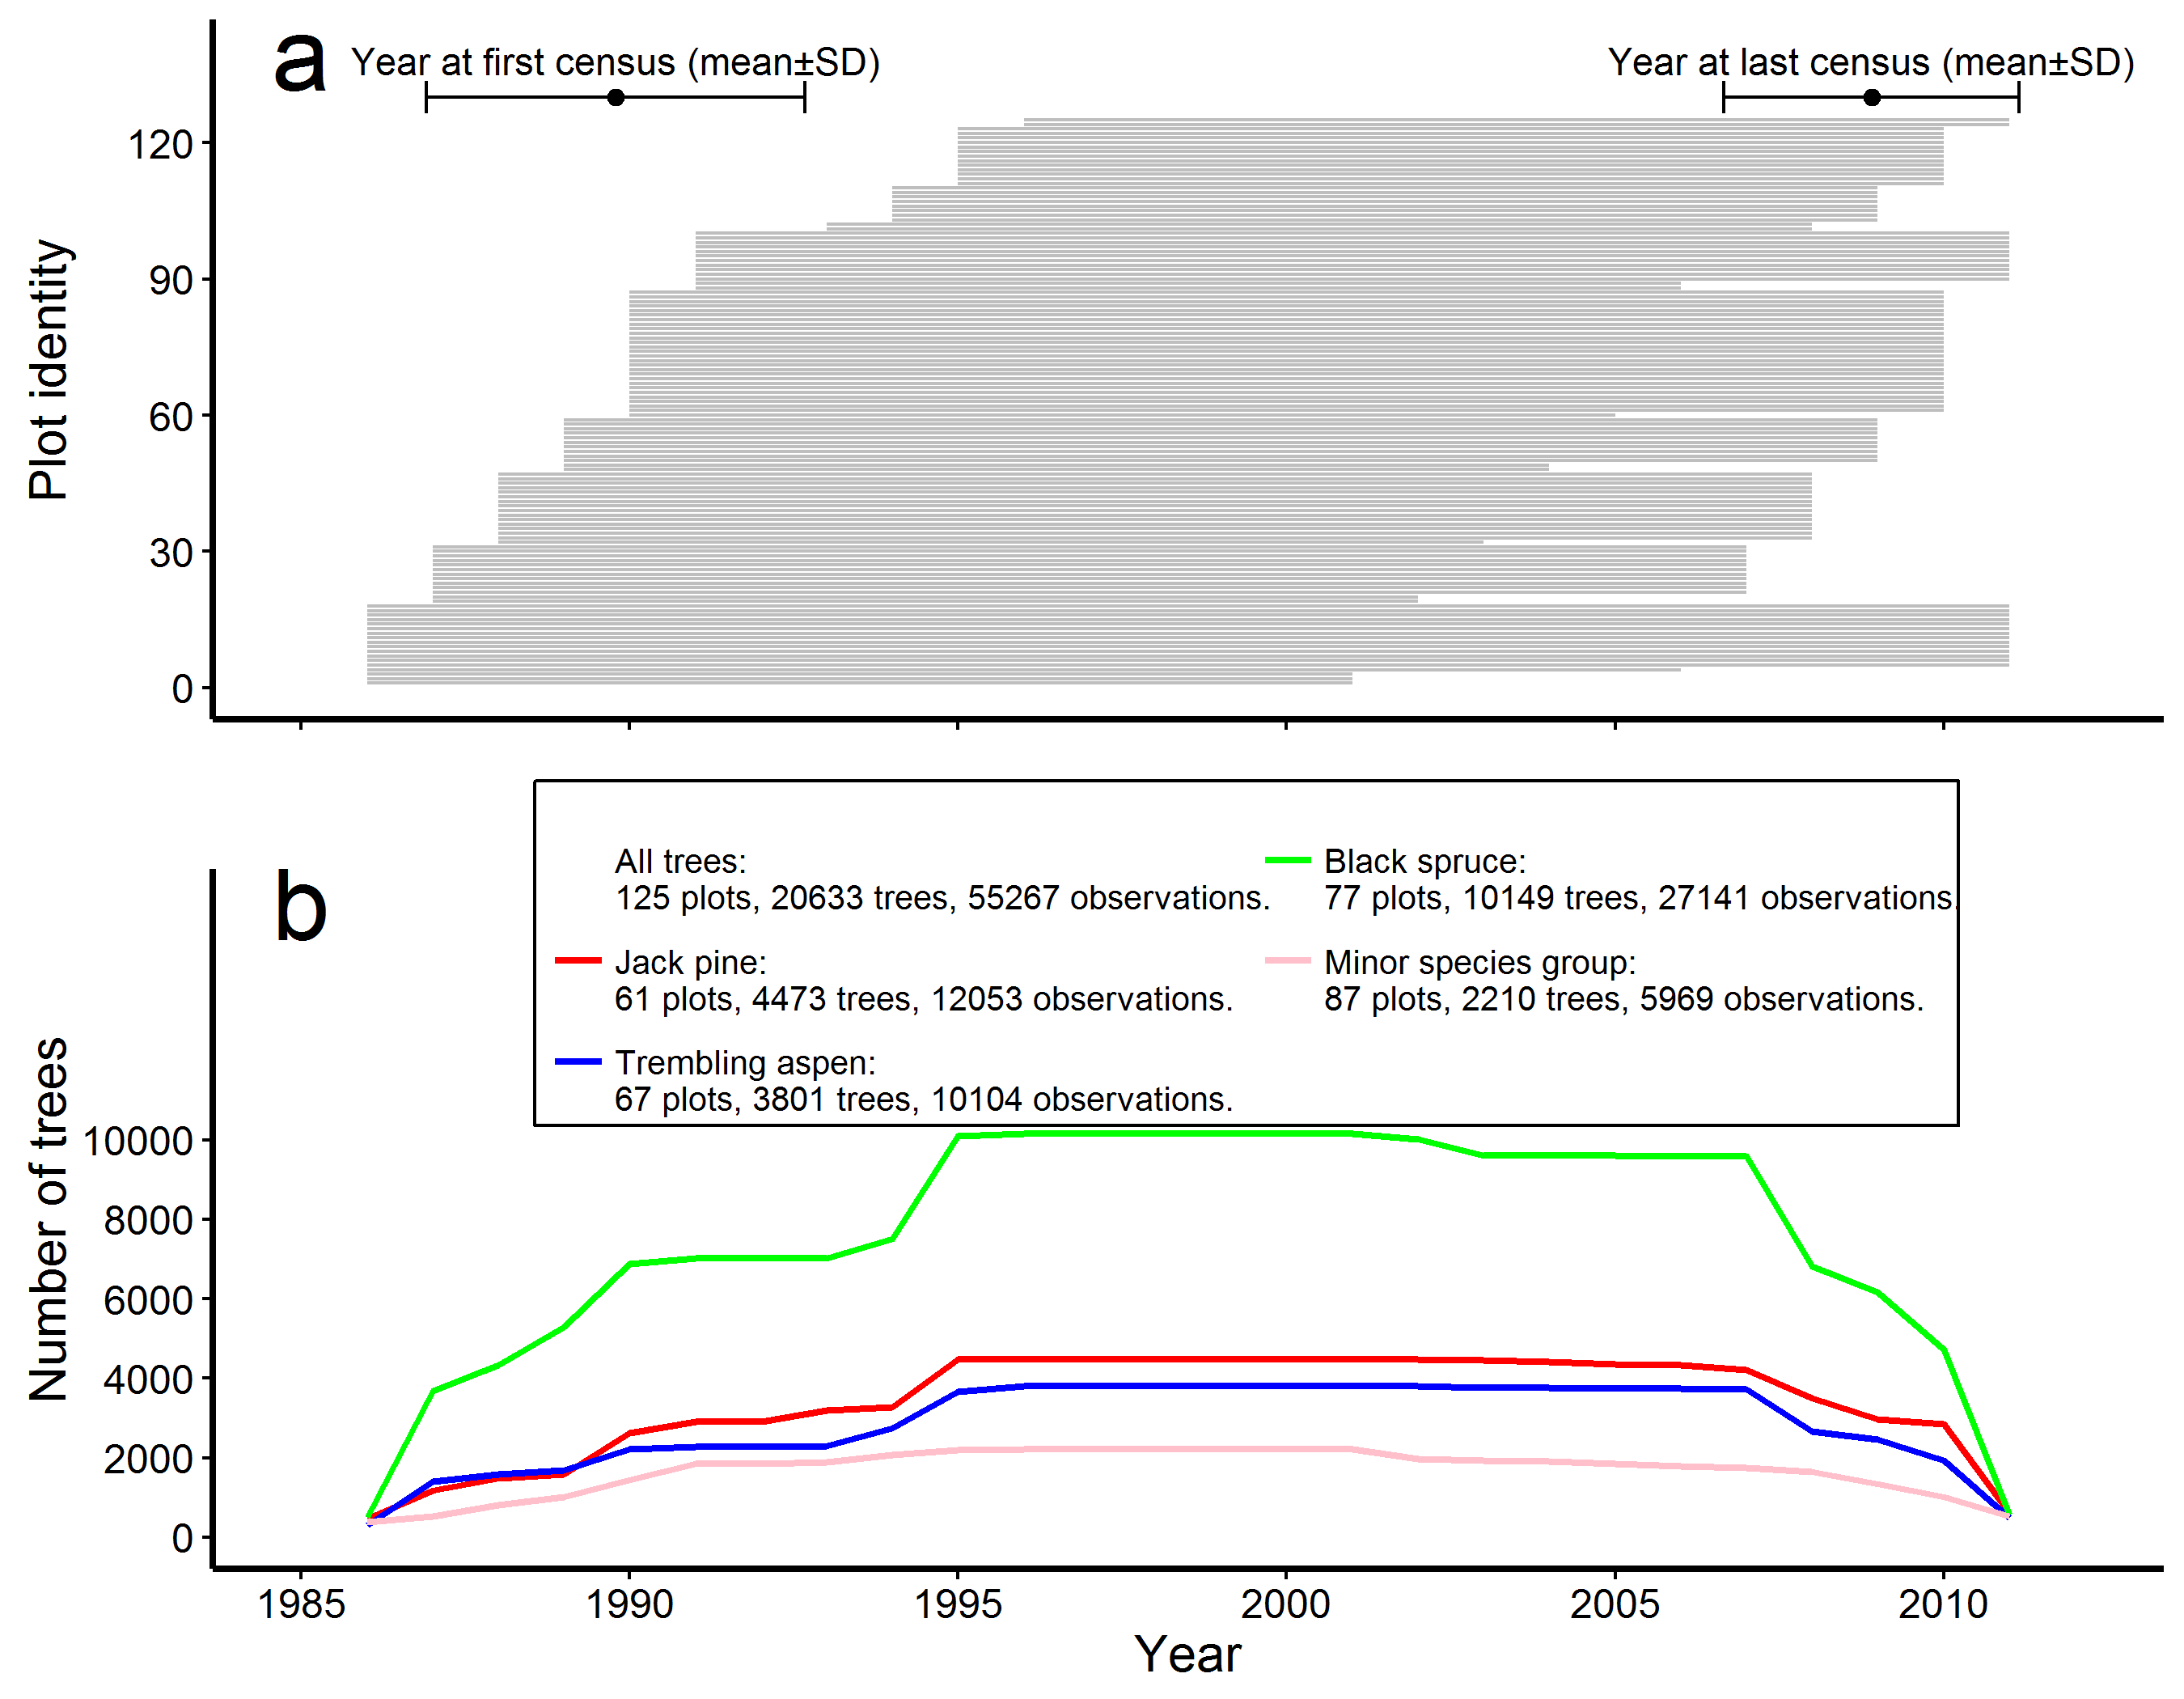 a
Year at first census (mean±SD)
Year at last census (mean±SD)
Plot identity
120
90
60
30
0
b
All trees:
125 plots, 20633 trees, 55267 observations.
Jack pine:
61 plots, 4473 trees, 12053 observations.
Trembling aspen:
67 plots, 3801 trees, 10104 observations.
Black spruce:
77 plots, 10149 trees, 27141 observations.
Minor species group:
87 plots, 2210 trees, 5969 observations.
Number of trees
10000
8000
6000
4000
2000
0
1985 1990 1995 2000 2005 2010
Year